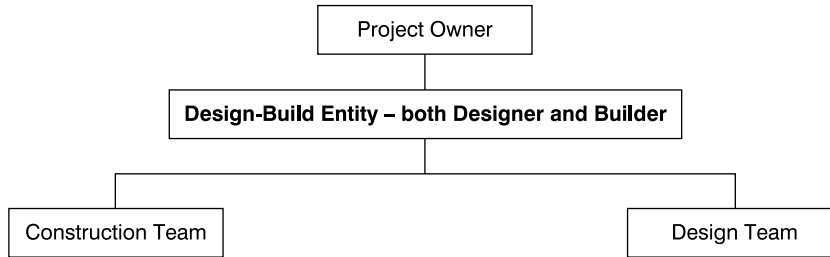 Project Owner
Design-Build Entity – both Designer and Builder
Construction Team
Design Team